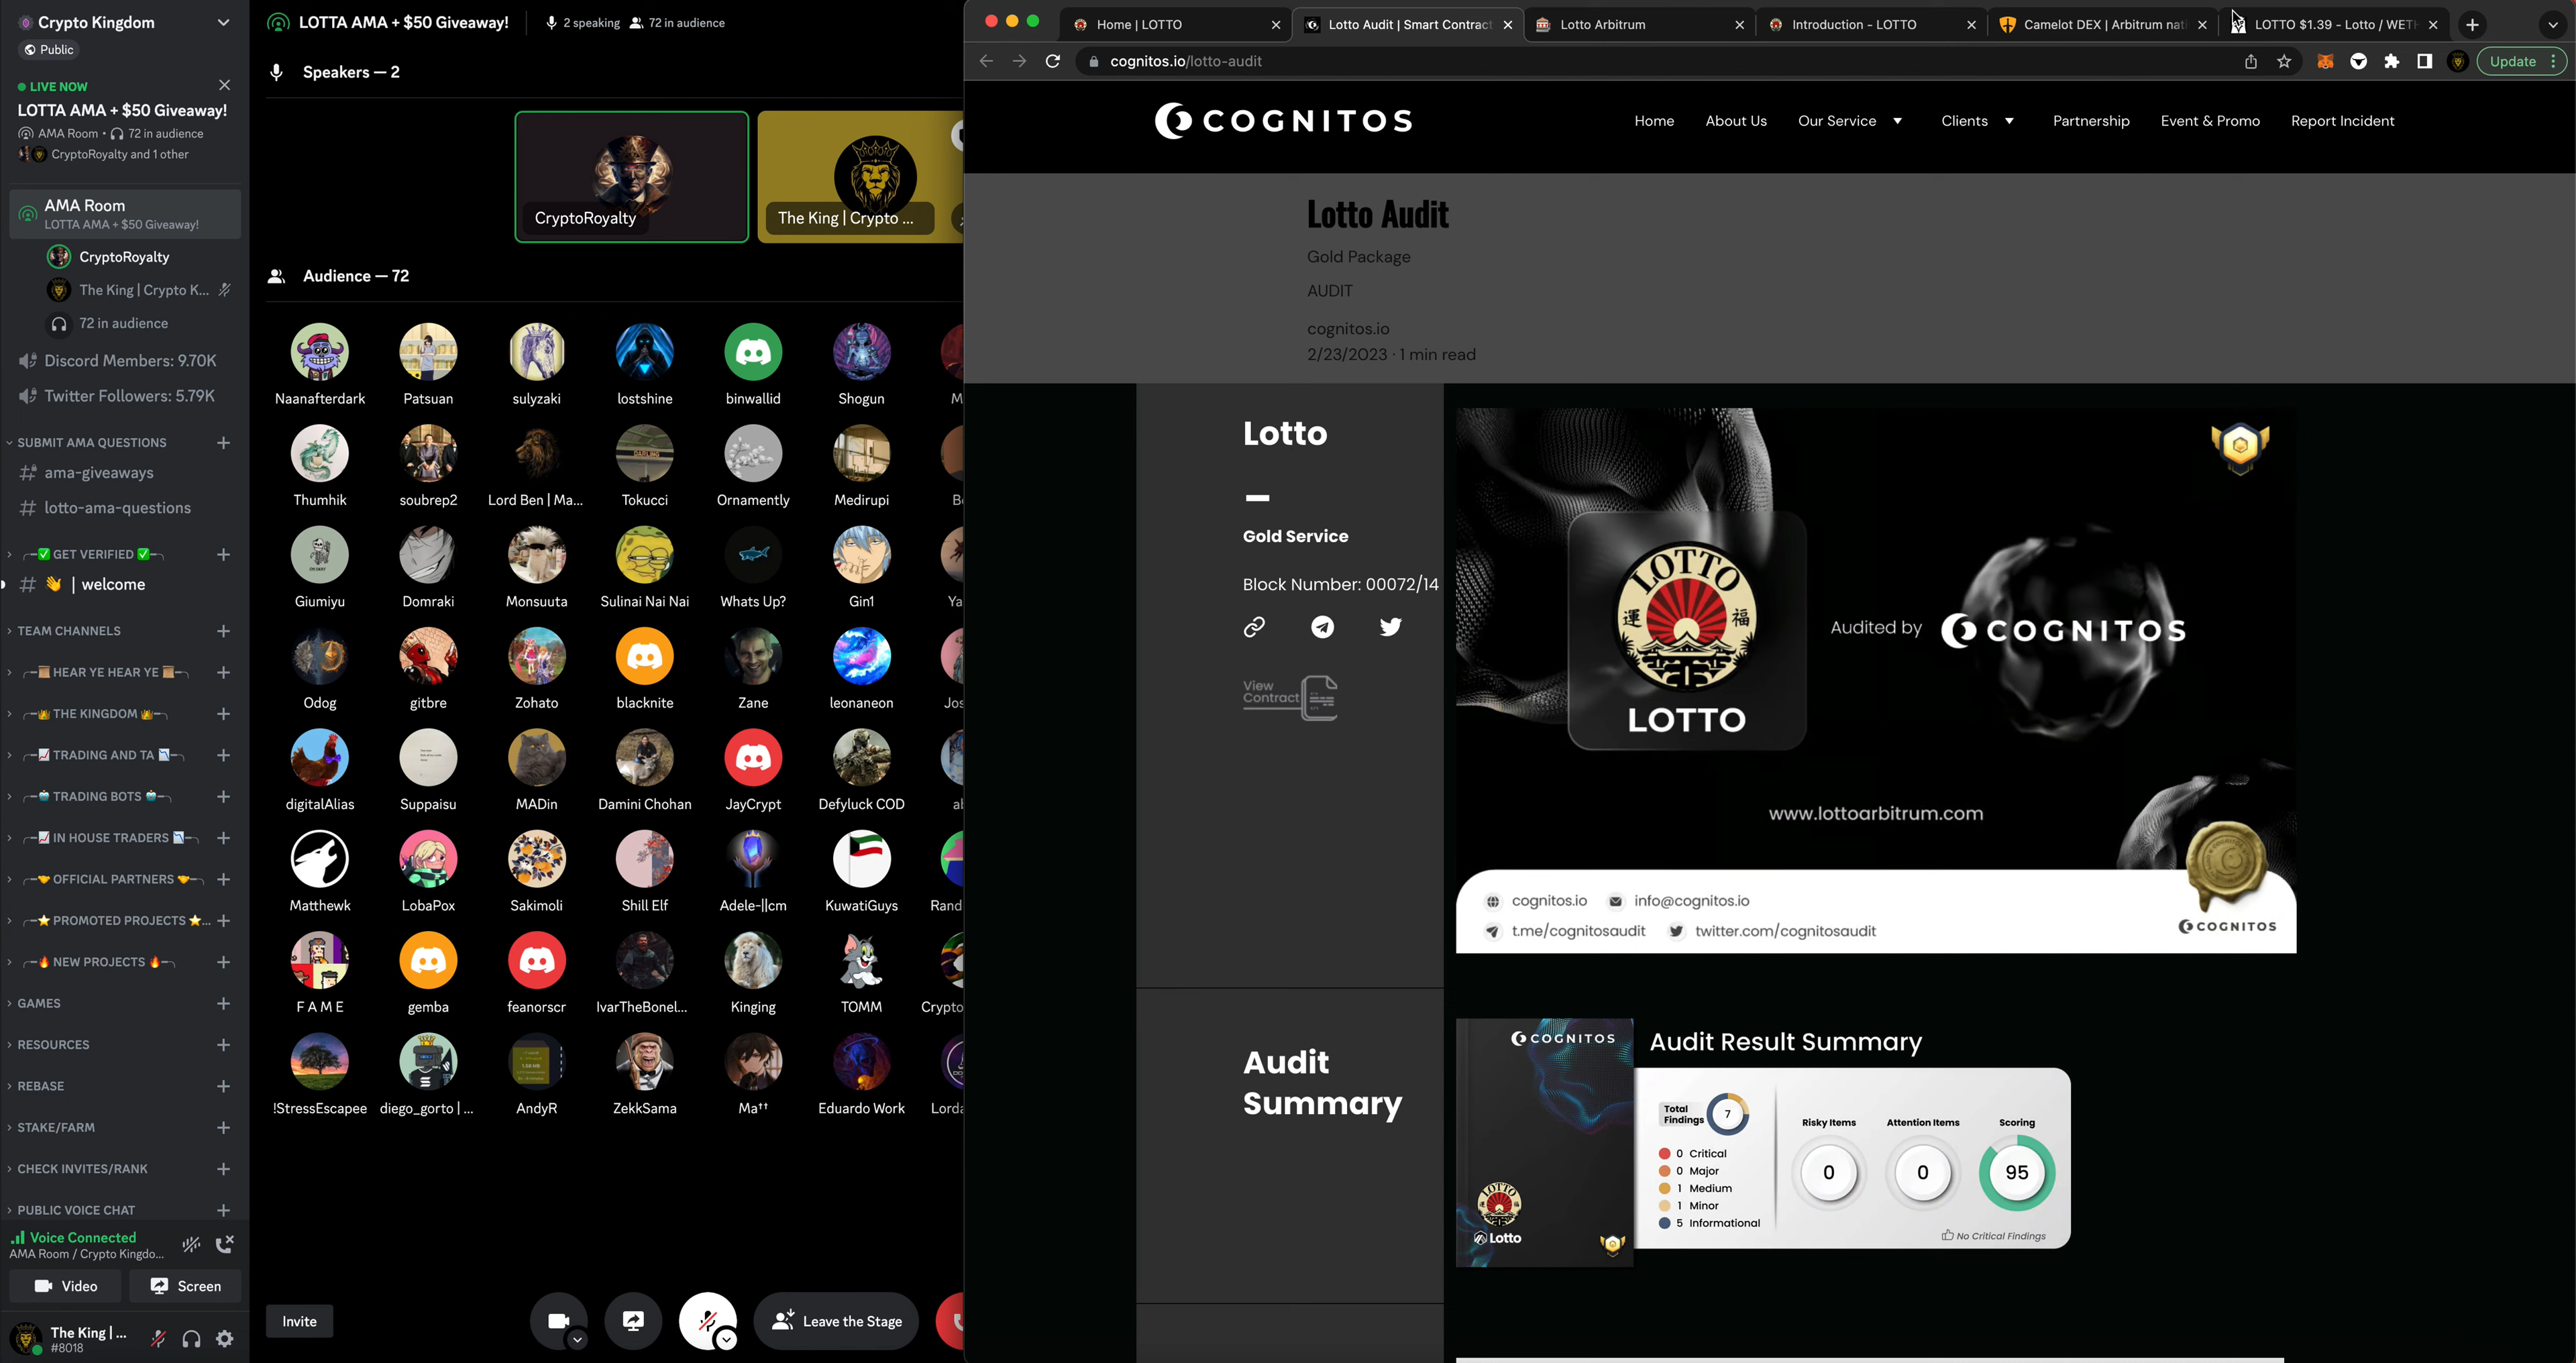 Crypto Kingdom
Public
LIVE NOW
LOTTA AMA + $50 Giveaway!
AMA Room • 72 in audience
CryptoRoyalty and 1 other
AMA Room
LOTTA AMA + $50 Giveaway!
CryptoRoyalty
The King | Crypto K...
72 in audience
Discord Members: 9.70K
Twitter Followers: 5.79K
SUBMIT AMA QUESTIONS
ama-giveaways
lotto-ama-questions
GET VERIFIED
👋 | welcome
TEAM CHANNELS
HEAR YE HEAR YE
THE KINGDOM
TRADING AND TA
TRADING BOTS
IN HOUSE TRADERS
OFFICIAL PARTNERS
PROMOTED PROJECTS ⭐...
NEW PROJECTS
GAMES
RESOURCES
REBASE
STAKE/FARM
CHECK INVITES/RANK
PUBLIC VOICE CHAT
Voice Connected
AMA Room / Crypto Kingdo...
Video Screen
The King | ...
#8018
LOTTA AMA + $50 Giveaway! 2 speaking 72 in audience
Speakers — 2
CryptoRoyalty The King | Crypto ...
Audience — 72
Naanafterdark Patsuan sulyzaki lostshine binwallid Shogun
Thumhik soubrep2 Lord Ben | Ma... Tokucci Ornamently Medirupi
Giumiyu Domraki Monsuuta Sulinai Nai Nai Whats Up? Gin1
Odog gitbre Zohato blacknite Zane leonaneon
digitalAlias Suppaisu MADin Damini Chohan JayCrypt Defyluck COD
Matthewk LobaPox Sakimoli Shill Elf Adele-||cm KuwatiGuys Rand
F A M E gemba feanorscr IvarTheBonel... Kinging TOMM Crypto
!StressEscapee diego_gorto | ... AndyR ZekkSama Ma†† Eduardo Work Lorda
Invite Leave the Stage
Home | LOTTO Lotto Audit | Smart Contract Lotto Arbitrum Introduction - LOTTO Camelot DEX | Arbitrum nat LOTTO $1.39 - Lotto / WETH
cognitos.io/lotto-audit Update
COGNITOS Home About Us Our Service Clients Partnership Event & Promo Report Incident
Lotto Audit
Gold Package
AUDIT
cognitos.io
2/23/2023 · 1 min read
Lotto
Gold Service
Block Number: 00072/14
View
Contract
LOTTO
運 福
LOTTO
Audited by COGNITOS
www.lottoarbitrum.com
cognitos.io info@cognitos.io
t.me/cognitosaudit twitter.com/cognitosaudit
COGNITOS
Audit
Summary
COGNITOS
LOTTO
Lotto
Audit Result Summary
Total
Findings 7
0 Critical
0 Major
1 Medium
1 Minor
5 Informational
Risky Items Attention Items Scoring
0 0 95
No Critical Findings